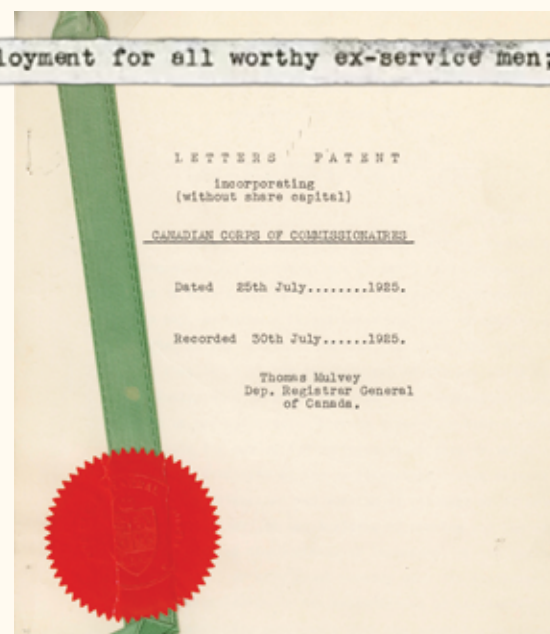 loyment for all worthy ex-service men;
LETTERS PATENT
incorporating
(without share capital)
CANADIAN CORPS OF COMMISSIONAIRES
Dated 25th July........1925.
Recorded 30th July......1925.
Thomas Mulvey
Dep. Registrar General
of Canada.